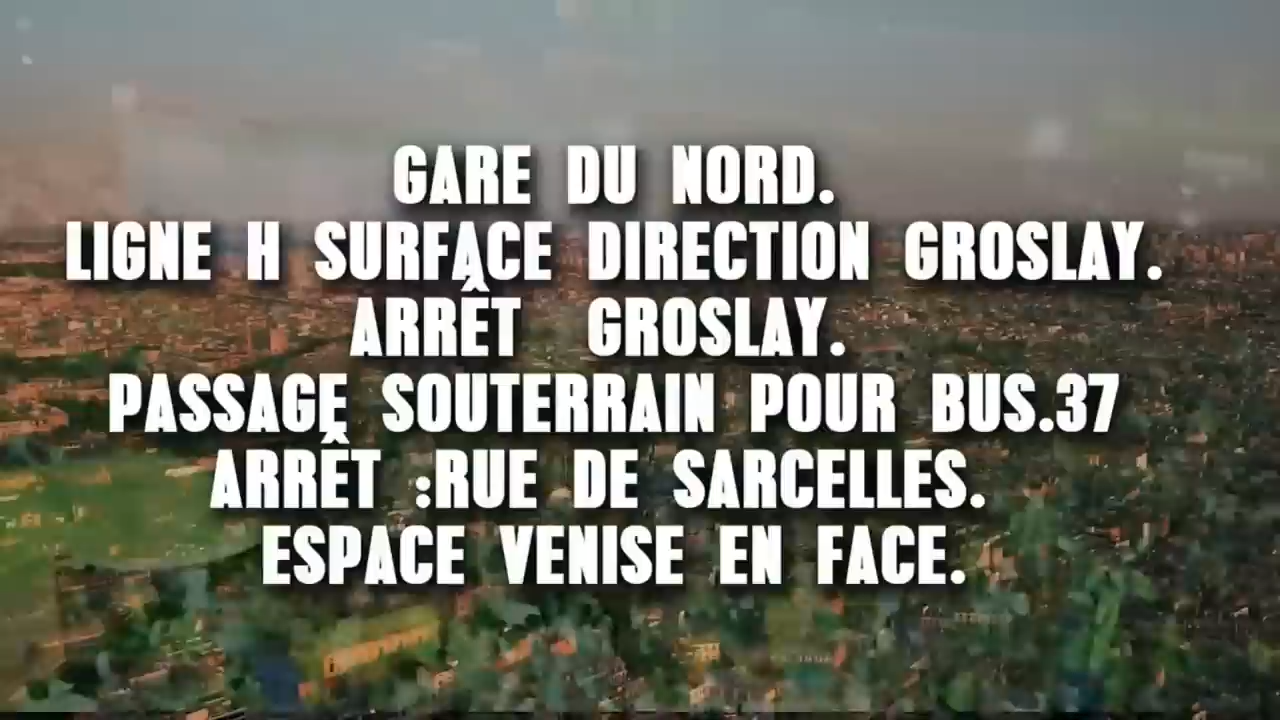 GARE DU NORD.
LIGNE H SURFACE DIRECTION GROSLAY.
ARRÊT GROSLAY.
PASSAGE SOUTERRAIN POUR BUS.37
ARRÊT :RUE DE SARCELLES.
ESPACE VENISE EN FACE.